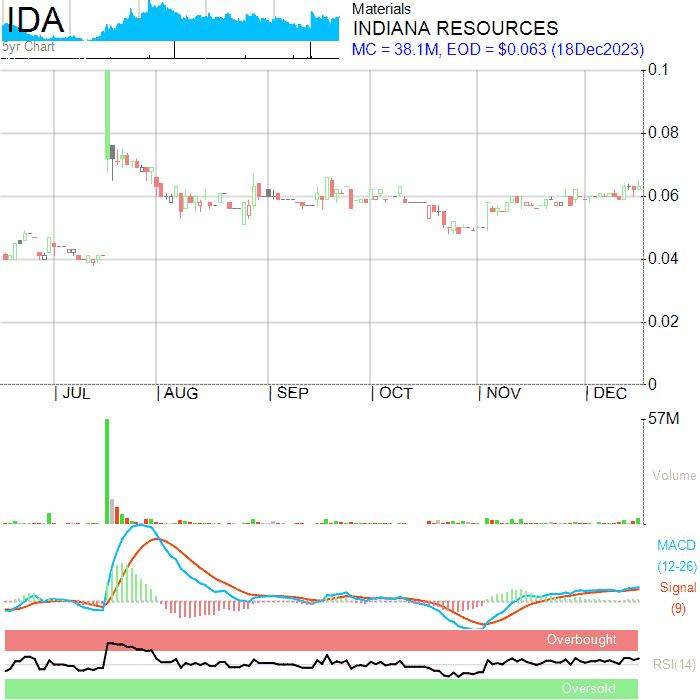 IDA
5yr Chart
Materials
INDIANA RESOURCES
MC = 38.1M, EOD = $0.063 (18Dec2023)
0.1
0.08
0.06
0.04
0.02
0
JUL AUG SEP OCT NOV DEC
57M
Volume
MACD
(12-26)
Signal
(9)
Overbought
RSI(14)
Oversold